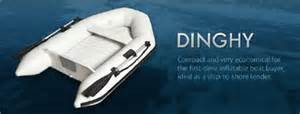 DINGHY
Compact and very economical for
the first-time inflatable boat buyer,
ideal as a ship to shore tender.